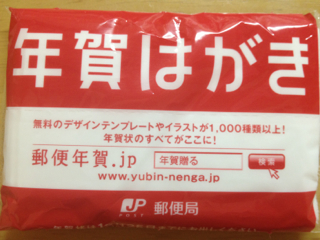 年賀はがき
無料のデザインテンプレートやイラストが1,000種類以上!
年賀状のすべてがここに!
郵便年賀.jp 年賀贈る 検索
www.yubin-nenga.jp
JP POST 郵便局